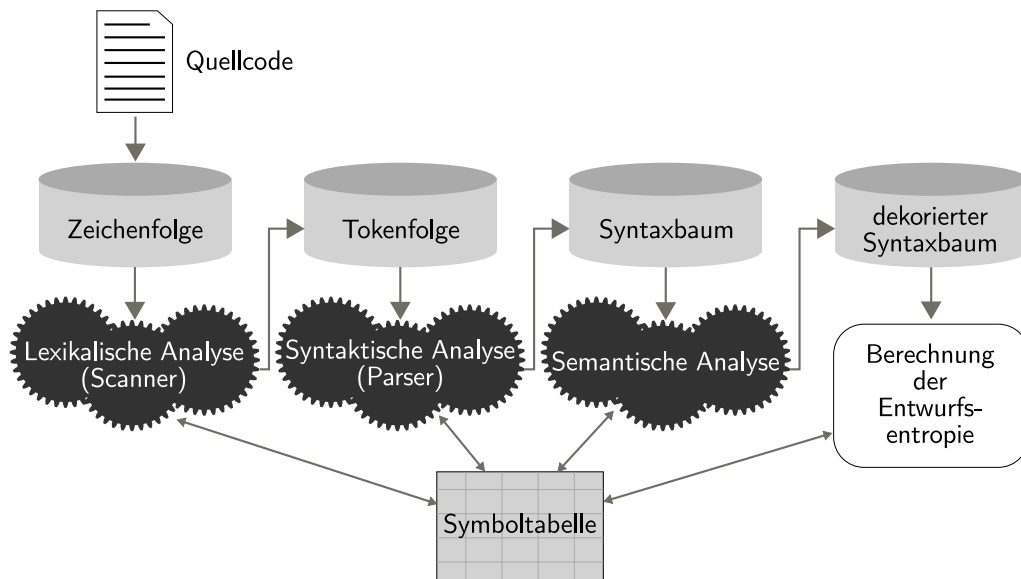 Quellcode
Zeichenfolge
Tokenfolge
Syntaxbaum
dekorierter
Syntaxbaum
Lexikalische Analyse
(Scanner)
Syntaktische Analyse
(Parser)
Semantische Analyse
Berechnung
der
Entwurfs-
entropie
Symboltabelle